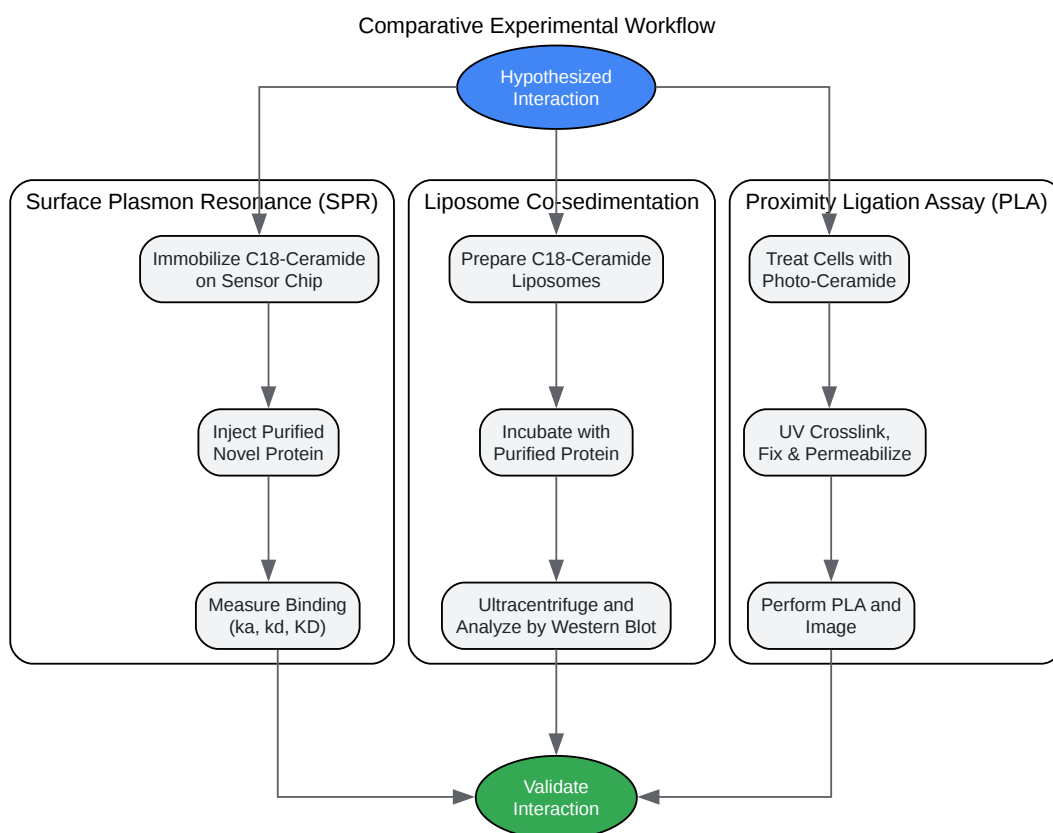 Comparative Experimental Workflow
Hypothesized
Interaction
Surface Plasmon Resonance (SPR)
Immobilize C18-Ceramide
on Sensor Chip
Inject Purified
Novel Protein
Measure Binding
(ka, kd, KD)
Liposome Co-sedimentation
Prepare C18-Ceramide
Liposomes
Incubate with
Purified Protein
Ultracentrifuge and
Analyze by Western Blot
Proximity Ligation Assay (PLA)
Treat Cells with
Photo-Ceramide
UV Crosslink,
Fix & Permeabilize
Perform PLA and
Image
Validate
Interaction